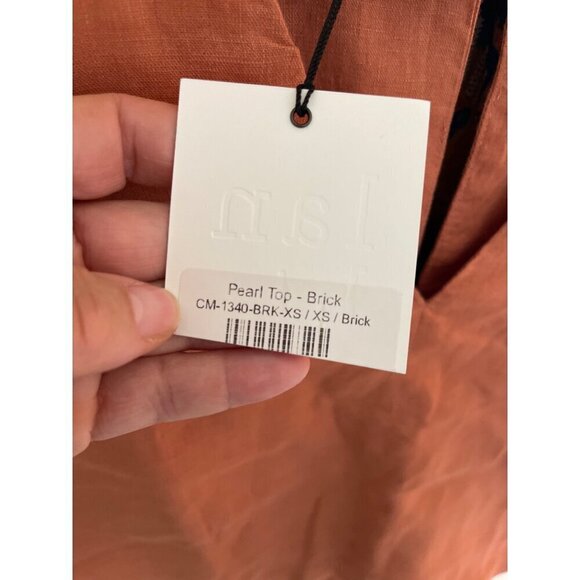 Pearl Top - Brick
CM-1340-BRK-XS / XS / Brick